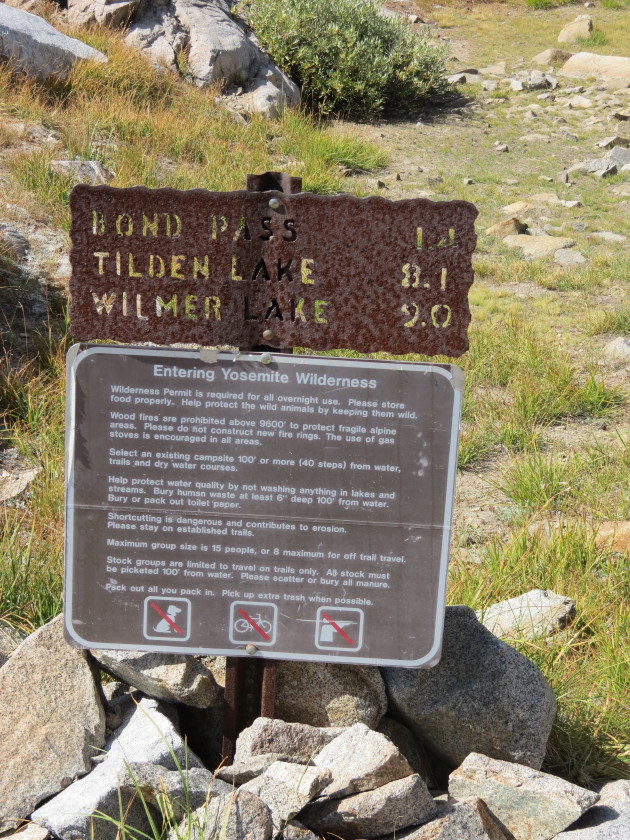 BOND PASS 1.4
TILDEN LAKE 8.1
WILMER LAKE 9.0
Entering Yosemite Wilderness
Wilderness Permit is required for all overnight use. Please store
food properly. Help protect the wild animals by keeping them wild.
Wood fires are prohibited above 9600' to protect fragile alpine
areas. Please do not construct new fire rings. The use of gas
stoves is encouraged in all areas.
Select an existing campsite 100' or more (40 steps) from water,
trails and dry water courses.
Help protect water quality by not washing anything in lakes and
streams. Bury human waste at least 6" deep 100' from water.
Bury or pack out toilet paper.
Shortcutting is dangerous and contributes to erosion.
Please stay on established trails.
Maximum group size is 15 people, or 8 maximum for off trail travel.
Stock groups are limited to travel on trails only. All stock must
be picketed 100' from water. Please scatter or bury all manure.
Pack out all you pack in. Pick up extra trash when possible.